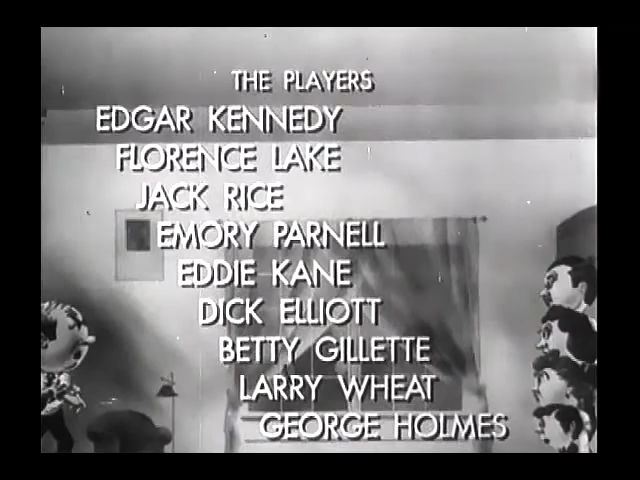 THE PLAYERS
EDGAR KENNEDY
FLORENCE LAKE
JACK RICE
EMORY PARNELL
EDDIE KANE
DICK ELLIOTT
BETTY GILLETTE
LARRY WHEAT
GEORGE HOLMES